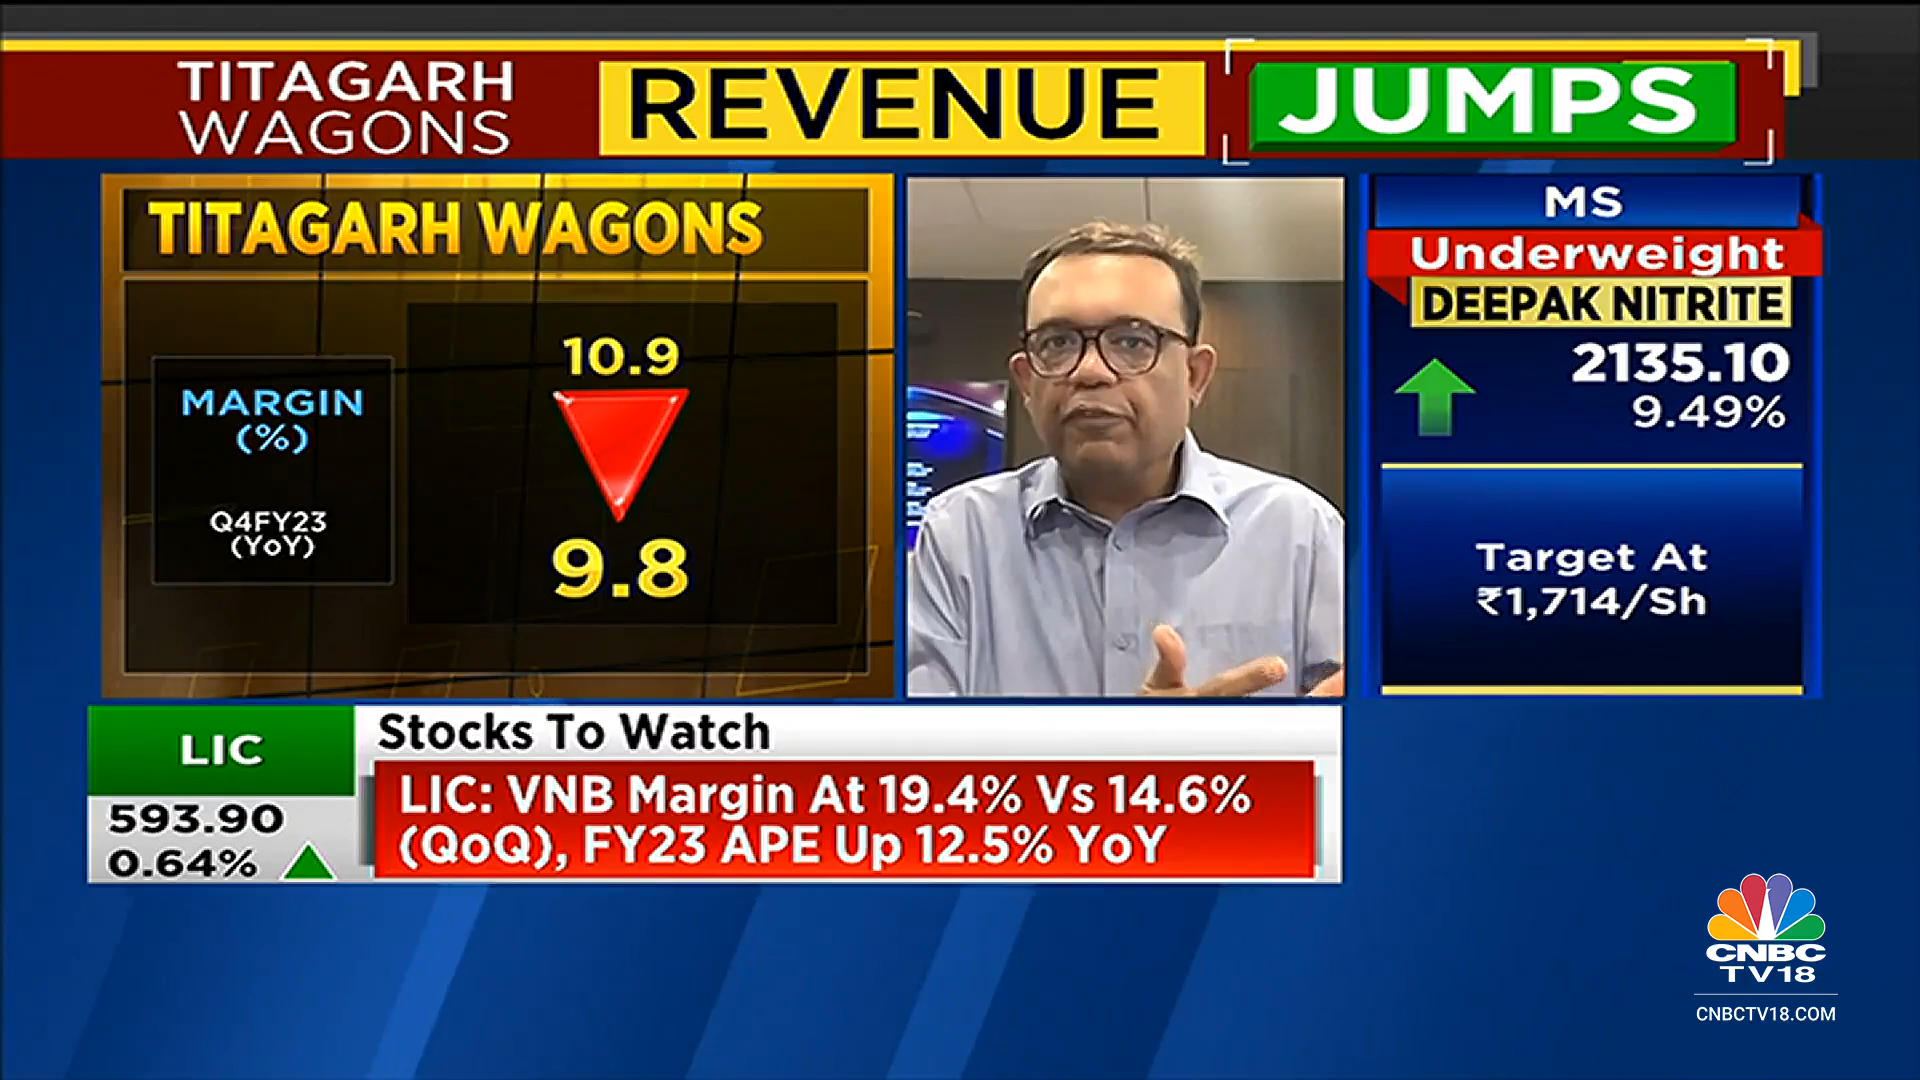 TITAGARH
WAGONS
REVENUE
JUMPS
TITAGARH WAGONS
MARGIN
(%)
Q4FY23
(YoY)
10.9
9.8
MS
Underweight
DEEPAK NITRITE
2135.10
9.49%
Target At
₹1,714/Sh
LIC
593.90
0.64%
Stocks To Watch
LIC: VNB Margin At 19.4% Vs 14.6%
(QoQ), FY23 APE Up 12.5% YoY
CNBC
TV18
CNBCTV18.COM